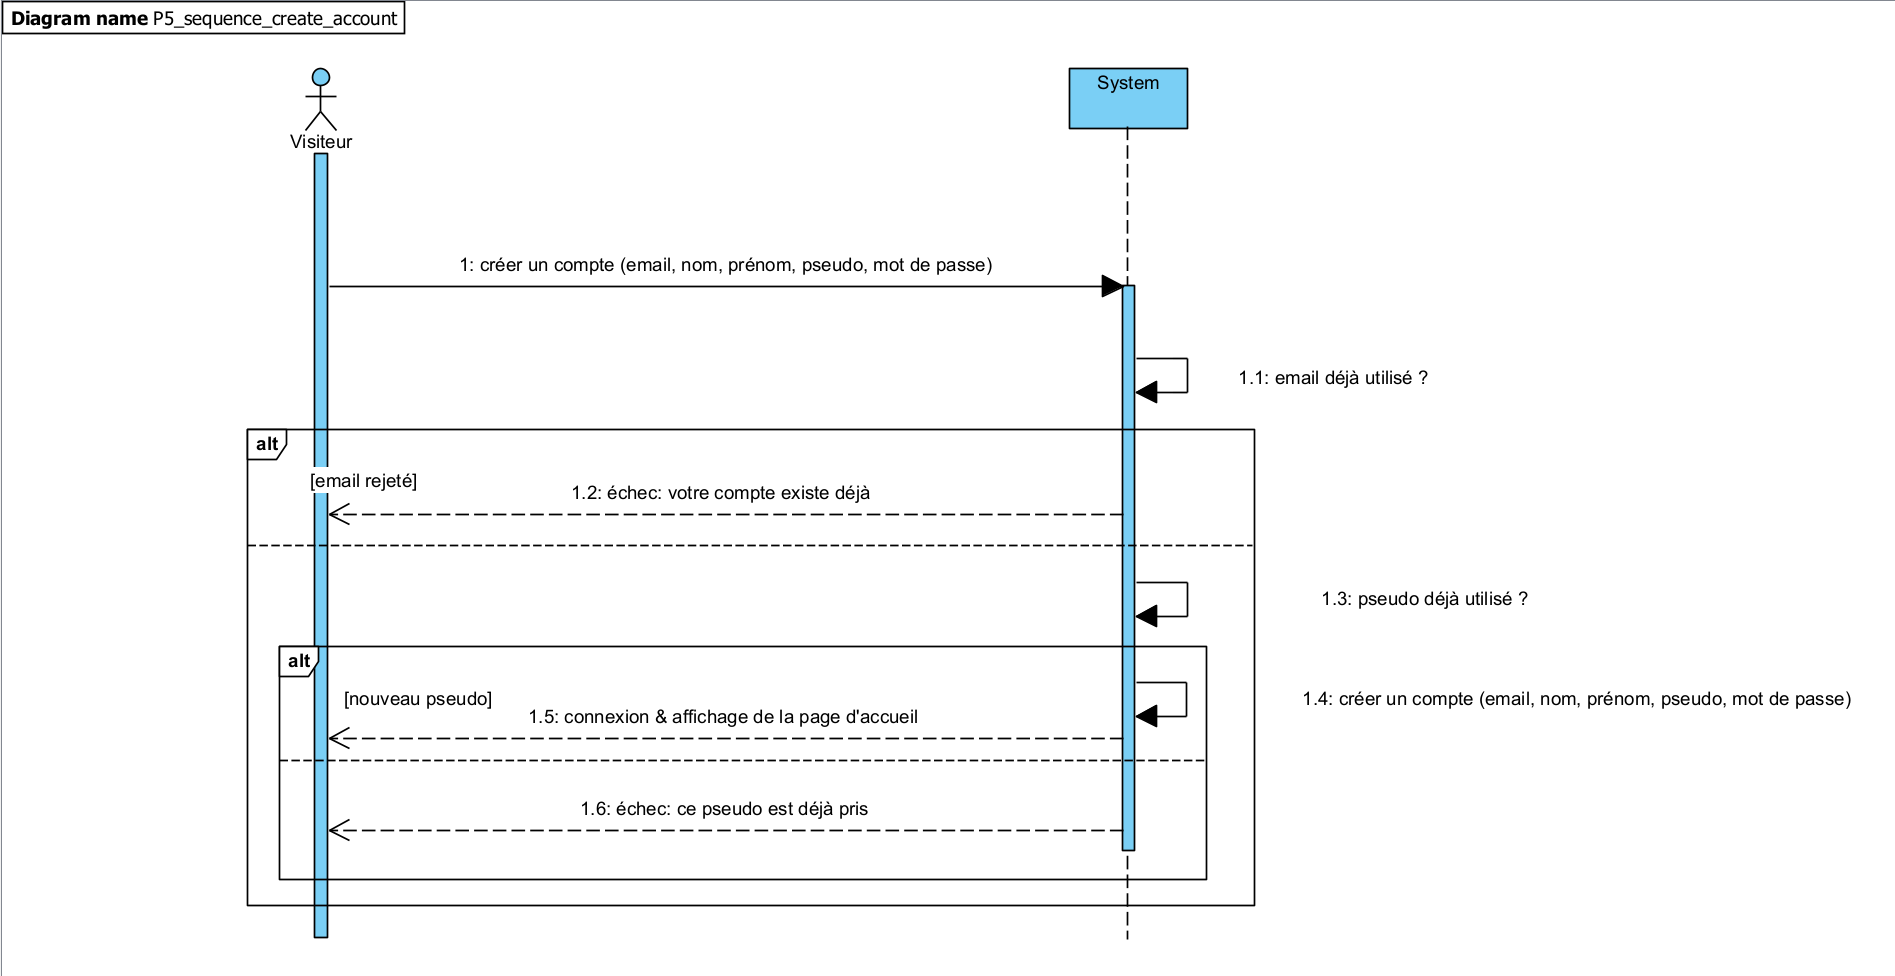 Diagram name P5_sequence_create_account
System
Visiteur
1: créer un compte (email, nom, prénom, pseudo, mot de passe)
1.1: email déjà utilisé ?
alt
[email rejeté]
1.2: échec: votre compte existe déjà
1.3: pseudo déjà utilisé ?
alt
[nouveau pseudo]
1.4: créer un compte (email, nom, prénom, pseudo, mot de passe)
1.5: connexion & affichage de la page d'accueil
1.6: échec: ce pseudo est déjà pris